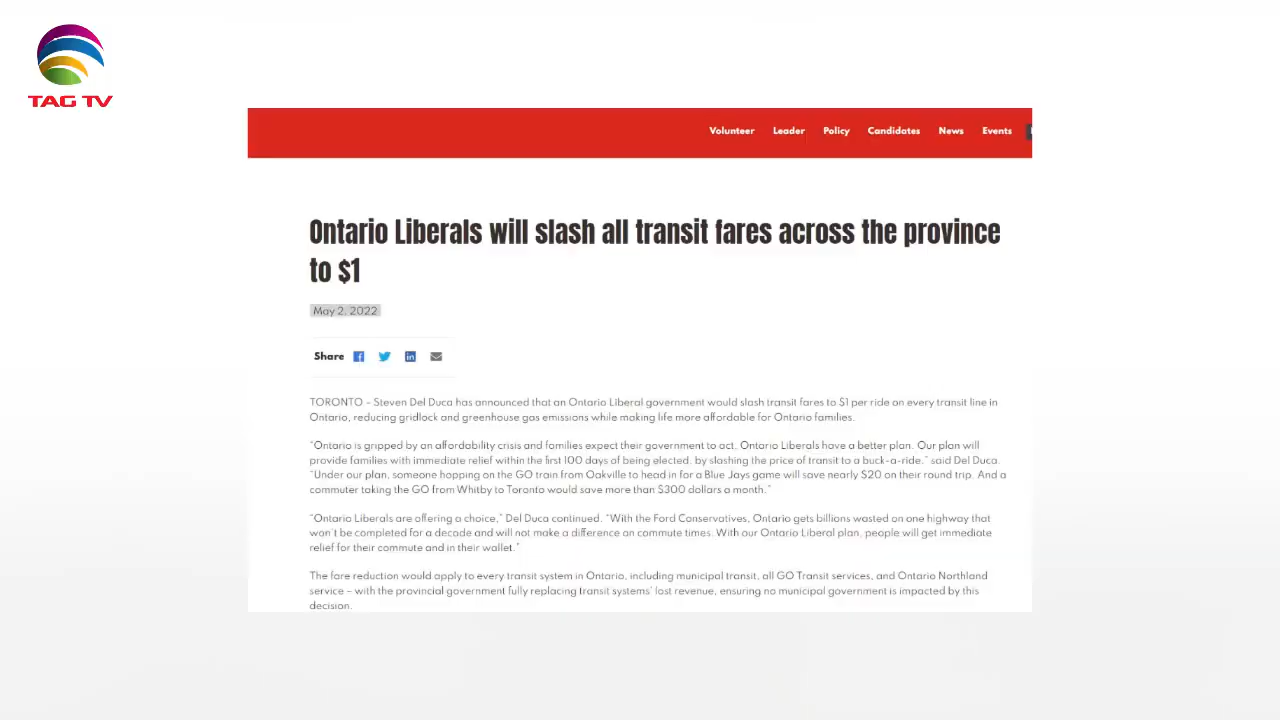 TAG TV
Volunteer Leader Policy Candidates News Events
Ontario Liberals will slash all transit fares across the province
to $1
May 2, 2022
Share
TORONTO – Steven Del Duca has announced that an Ontario Liberal government would slash transit fares to $1 per ride on every transit line in
Ontario, reducing gridlock and greenhouse gas emissions while making life more affordable for Ontario families.
“Ontario is gripped by an affordability crisis and families expect their government to act. Ontario Liberals have a better plan. Our plan will
provide families with immediate relief within the first 100 days of being elected, by slashing the price of transit to a buck-a-ride,” said Del Duca.
“Under our plan, someone hopping on the GO train from Oakville to head in for a Blue Jays game will save nearly $20 on their round trip. And a
commuter taking the GO from Whitby to Toronto would save more than $300 dollars a month.”
“Ontario Liberals are offering a choice,” Del Duca continued. “With the Ford Conservatives, Ontario gets billions wasted on one highway that
won’t be completed for a decade and will not make a difference on commute times. With our Ontario Liberal plan, people will get immediate
relief for their commute and in their wallet.”
The fare reduction would apply to every transit system in Ontario, including municipal transit, all GO Transit services, and Ontario Northland
service – with the provincial government fully replacing transit systems’ lost revenue, ensuring no municipal government is impacted by this
decision.